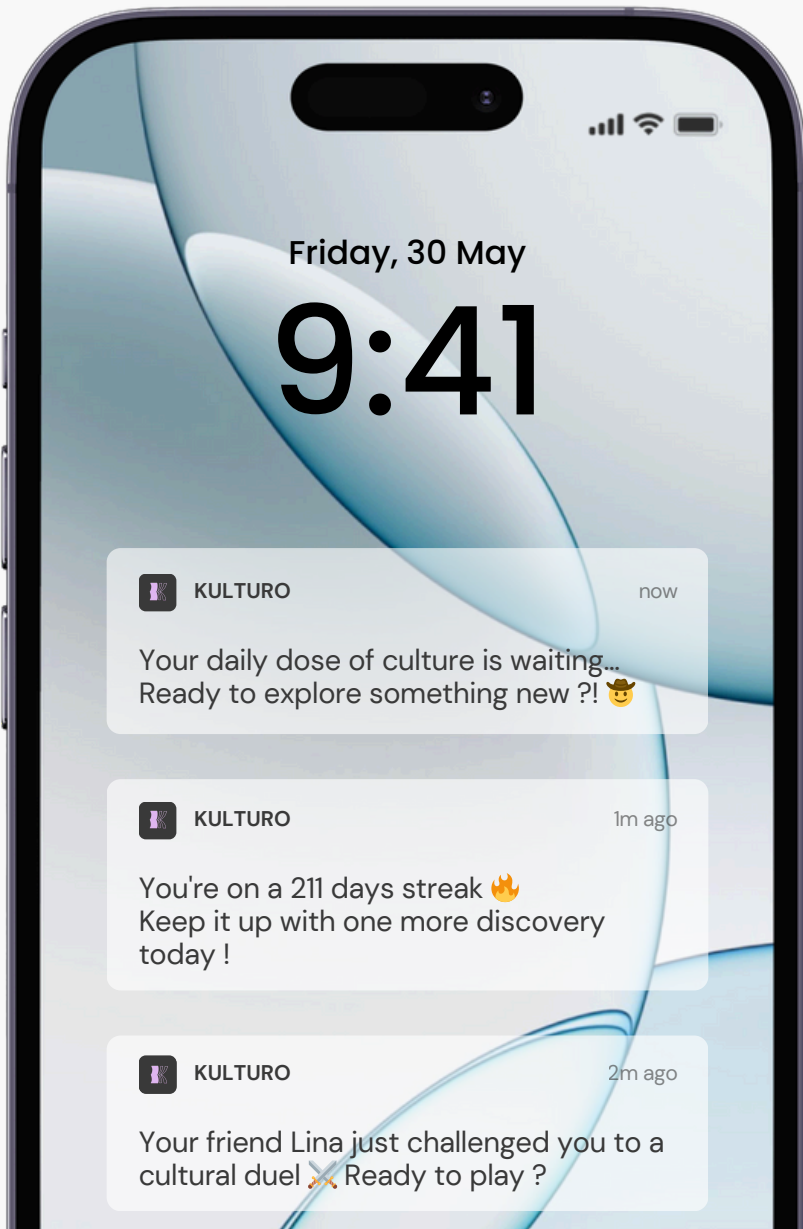 Friday, 30 May
9:41
KULTURO
now
Your daily dose of culture is waiting...
Ready to explore something new ?! 🤠
KULTURO
1m ago
You're on a 211 days streak 🔥
Keep it up with one more discovery
today !
KULTURO
2m ago
Your friend Lina just challenged you to a
cultural duel ⚔️ Ready to play ?